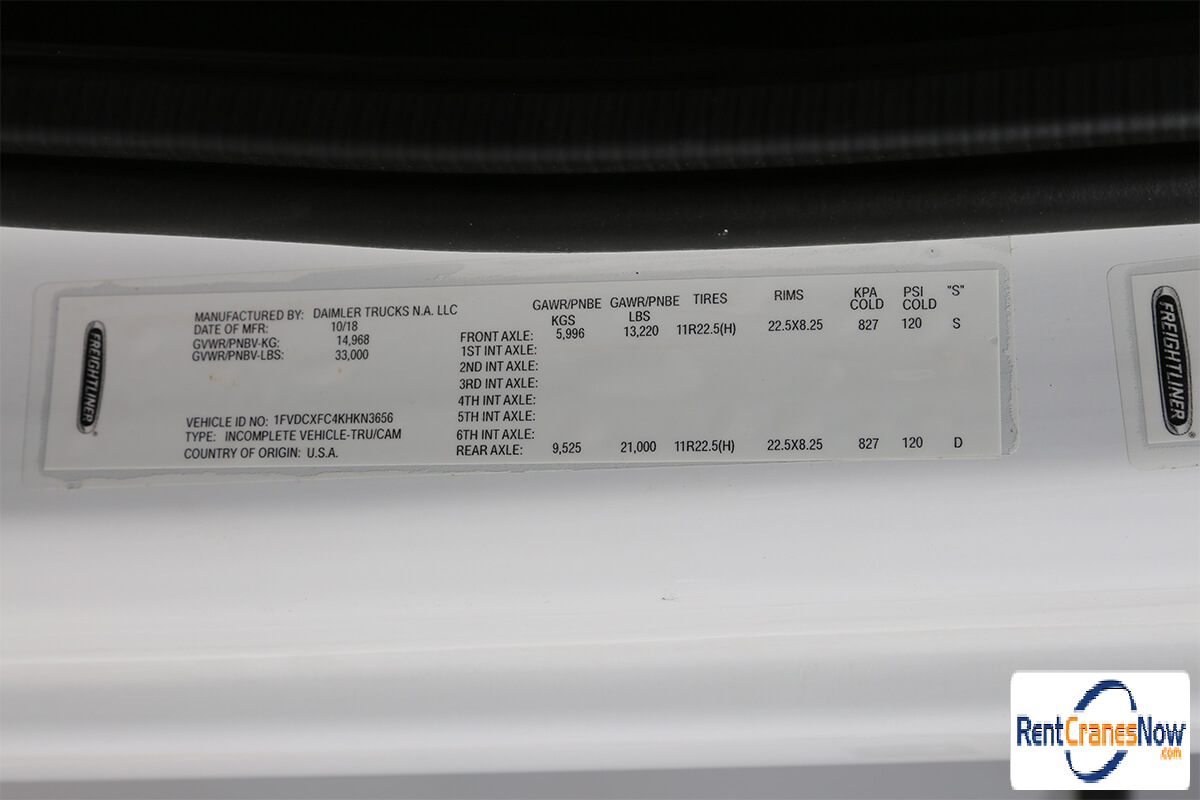 FREIGHTLINER
MANUFACTURED BY: DAIMLER TRUCKS N.A. LLC
DATE OF MFR: 10/18
GVWR/PNBV-KG: 14,968
GVWR/PNBV-LBS: 33,000
VEHICLE ID NO: 1FVDCXFC4KHKN3656
TYPE: INCOMPLETE VEHICLE-TRU/CAM
COUNTRY OF ORIGIN: U.S.A.
GAWR/PNBE KGS GAWR/PNBE LBS TIRES RIMS KPA COLD PSI COLD "S"
FRONT AXLE: 5,996 13,220 11R22.5(H) 22.5X8.25 827 120 S
1ST INT AXLE:
2ND INT AXLE:
3RD INT AXLE:
4TH INT AXLE:
5TH INT AXLE:
6TH INT AXLE:
REAR AXLE: 9,525 21,000 11R22.5(H) 22.5X8.25 827 120 D
FREIGHTLINER
RentCranesNow
.com